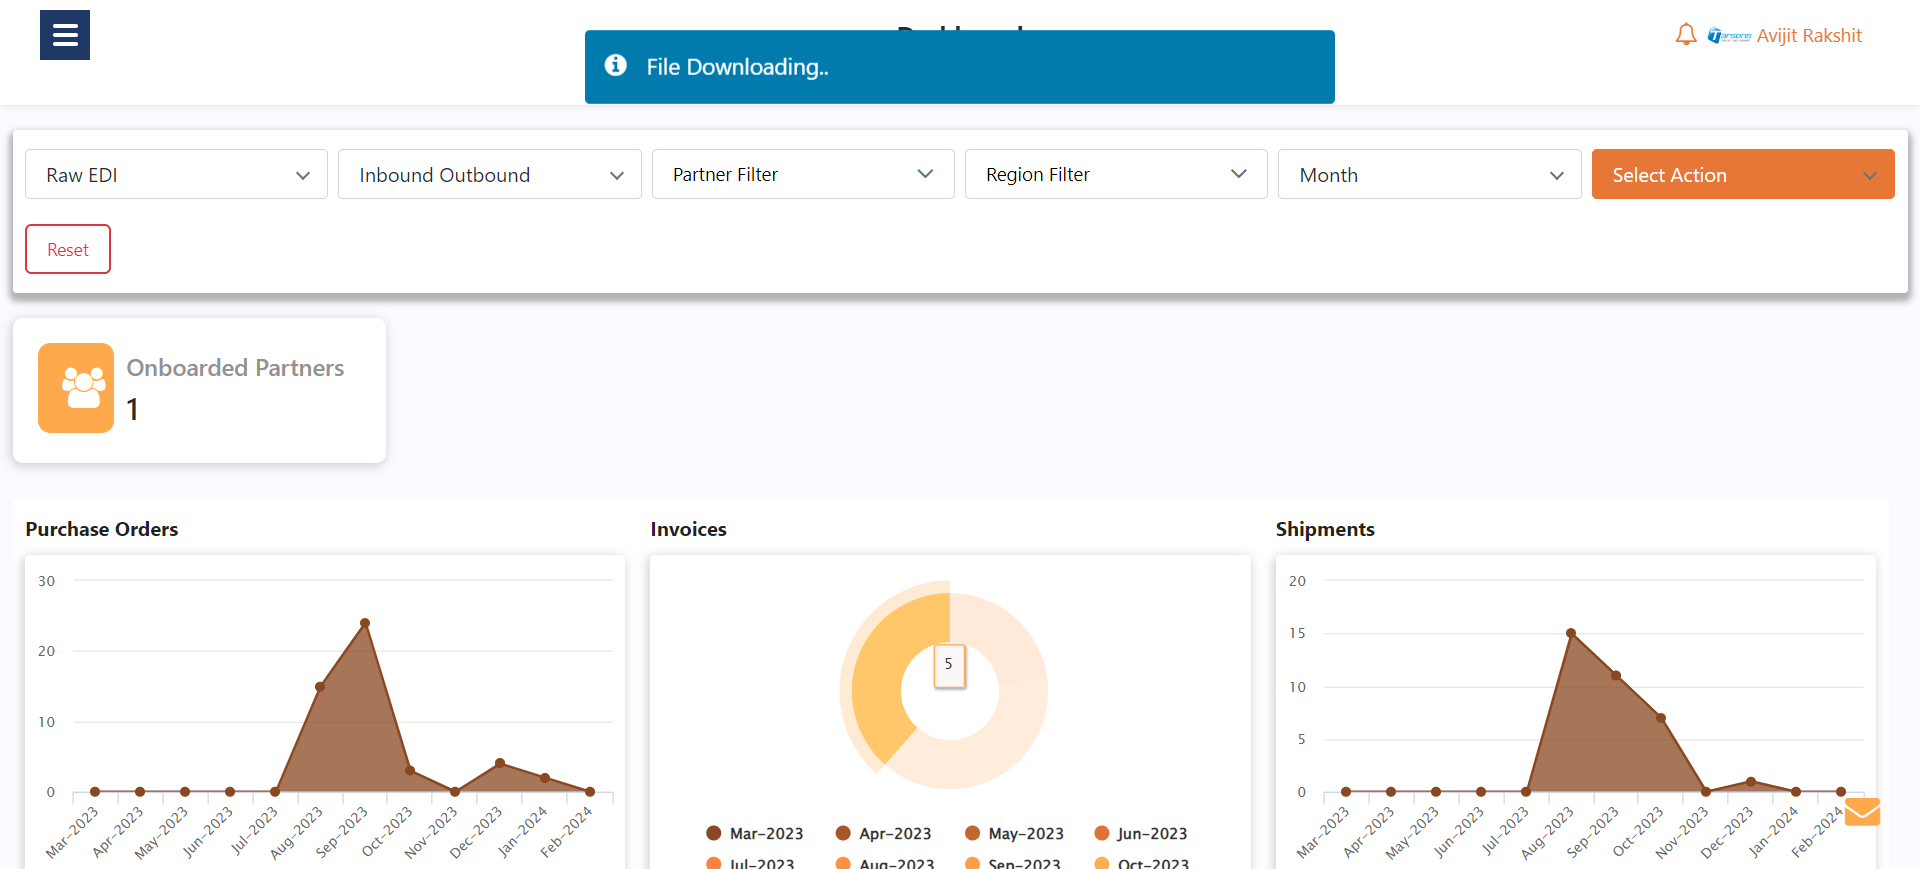 File Downloading..
Tarsons
Avijit Rakshit
Raw EDI
Inbound Outbound
Partner Filter
Region Filter
Month
Select Action
Reset
Onboarded Partners
1
Purchase Orders
30
20
10
0
Mar-2023
Apr-2023
May-2023
Jun-2023
Jul-2023
Aug-2023
Sep-2023
Oct-2023
Nov-2023
Dec-2023
Jan-2024
Feb-2024
Invoices
5
Mar-2023
Apr-2023
May-2023
Jun-2023
Jul-2023
Aug-2023
Sep-2023
Oct-2023
Shipments
20
15
10
5
0
Mar-2023
Apr-2023
May-2023
Jun-2023
Jul-2023
Aug-2023
Sep-2023
Oct-2023
Nov-2023
Dec-2023
Jan-2024
Feb-2024